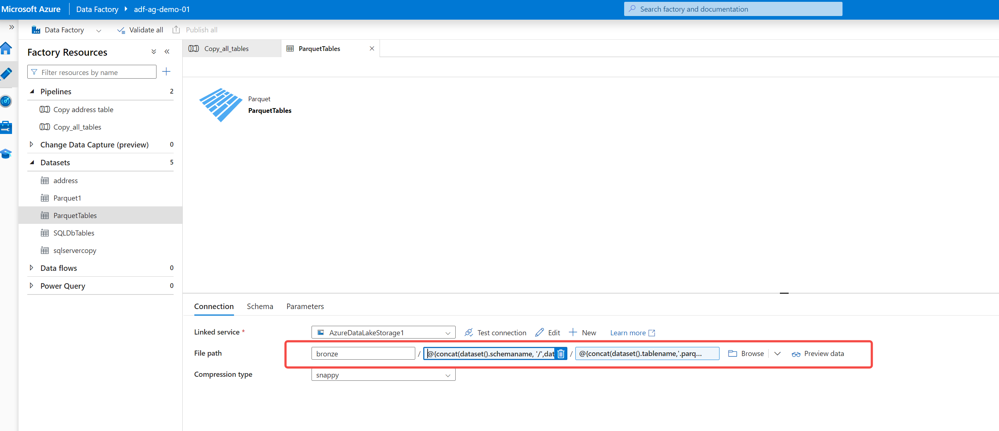 Microsoft Azure
Data Factory
adf-ag-demo-01
Search factory and documentation
Data Factory
Validate all
Publish all
Factory Resources
Filter resources by name
Pipelines 2
Copy address table
Copy_all_tables
Change Data Capture (preview) 0
Datasets 5
address
Parquet1
ParquetTables
SQLDbTables
sqlservercopy
Data flows 0
Power Query 0
Copy_all_tables
ParquetTables
Parquet
ParquetTables
Connection Schema Parameters
Linked service * AzureDataLakeStorage1 Test connection Edit New Learn more
File path bronze / @{concat(dataset().schemaname, '/',dat / @{concat(dataset().tablename,'.parq... Browse Preview data
Compression type snappy